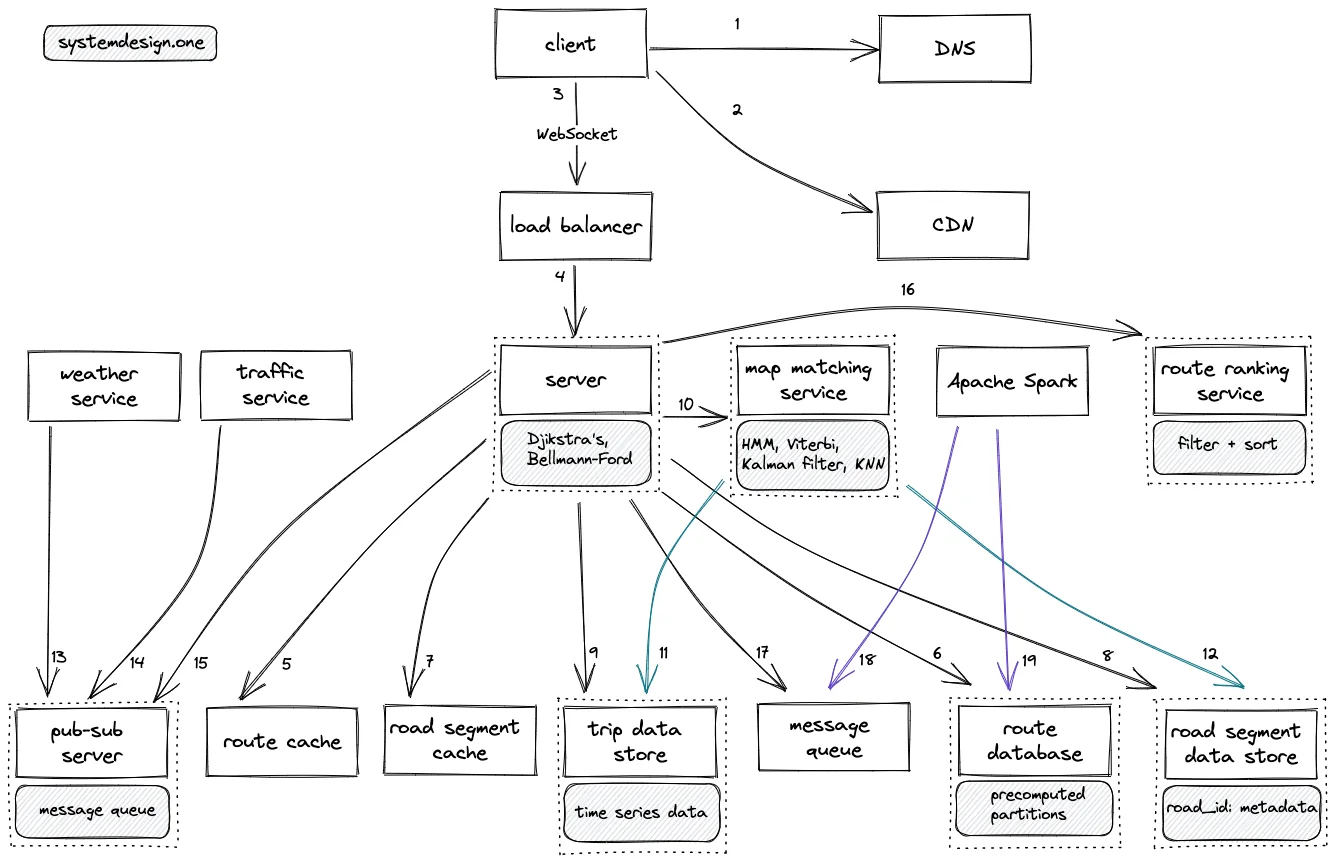 systemdesign.one
client
1
DNS
3
2
WebSocket
load balancer
CDN
4
16
weather
service
traffic
service
server
Djikstra's,
Bellmann-Ford
10
map matching
service
HMM, Viterbi,
Kalman filter, KNN
Apache Spark
route ranking
service
filter + sort
13
14
15
5
7
9
11
17
18
6
19
8
12
pub-sub
server
message queue
route cache
road segment
cache
trip data
store
time series data
message
queue
route
database
precomputed
partitions
road segment
data store
road_id: metadata